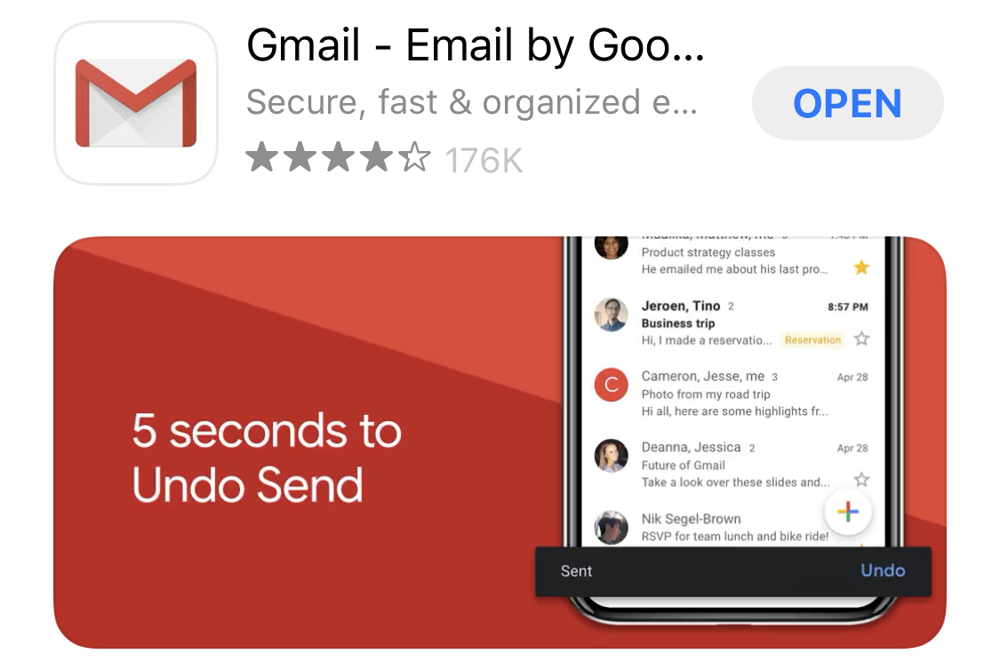 Gmail - Email by Goo...
Secure, fast & organized e...
176K
OPEN
5 seconds to
Undo Send
Product strategy classes
He emailed me about his last pro...
Jeroen, Tino 2
8:57 PM
Business trip
Hi, I made a reservatio...
Reservation
C
Cameron, Jesse, me 3
Apr 28
Photo from my road trip
Hi all, here are some highlights fr...
Deanna, Jessica 2
Apr 28
Future of Gmail
Take a look over these slides and...
Nik Segel-Brown
RSVP for team lunch and bike ride!
Sent
Undo